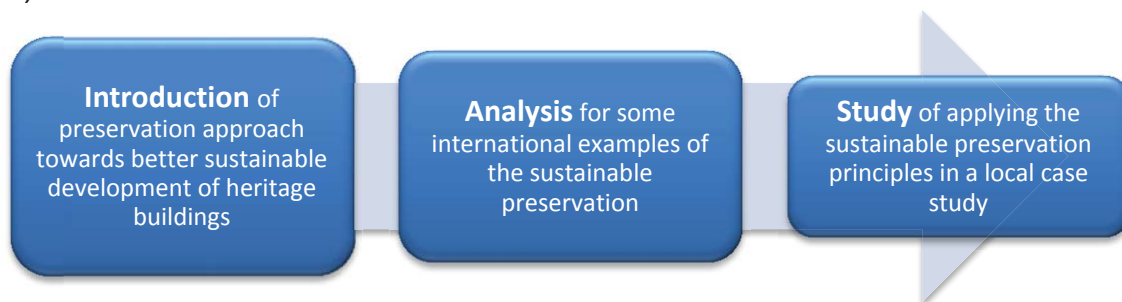 Introduction of
preservation approach
towards better sustainable
development of heritage
buildings
Analysis for some
international examples of
the sustainable
preservation
Study of applying the
sustainable preservation
principles in a local case
study